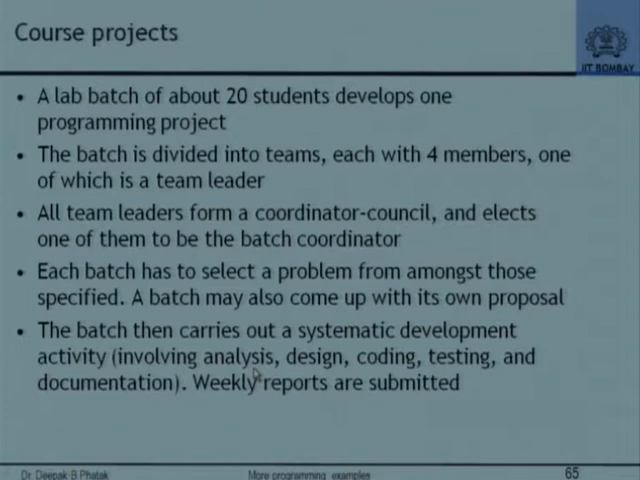 Course projects
IIT BOMBAY
• A lab batch of about 20 students develops one
programming project
• The batch is divided into teams, each with 4 members, one
of which is a team leader
• All team leaders form a coordinator-council, and elects
one of them to be the batch coordinator
• Each batch has to select a problem from amongst those
specified. A batch may also come up with its own proposal
• The batch then carries out a systematic development
activity (involving analysis, design, coding, testing, and
documentation). Weekly reports are submitted
Dr. Deepak B Phatak
More programming examples
65